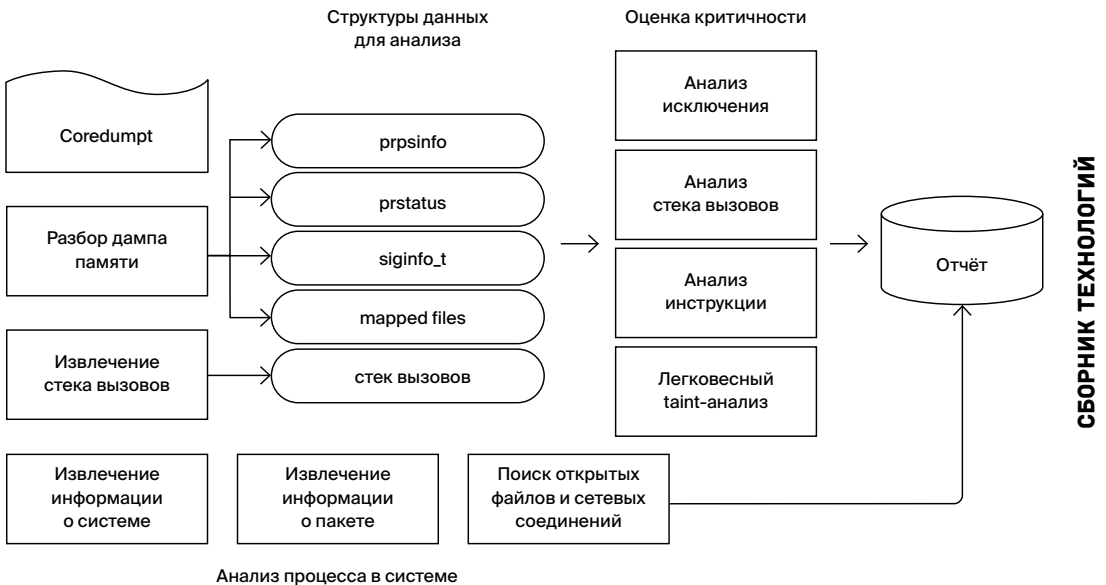 Структуры данных
для анализа
Оценка критичности
Coredumpt
Разбор дампа
памяти
Извлечение
стека вызовов
prpsinfo
prstatus
siginfo_t
mapped files
стек вызовов
Анализ
исключения
Анализ
стека вызовов
Анализ
инструкции
Легковесный
taint-анализ
Отчёт
Извлечение
информации
о системе
Извлечение
информации
о пакете
Поиск открытых
файлов и сетевых
соединений
Анализ процесса в системе
СБОРНИК ТЕХНОЛОГИЙ